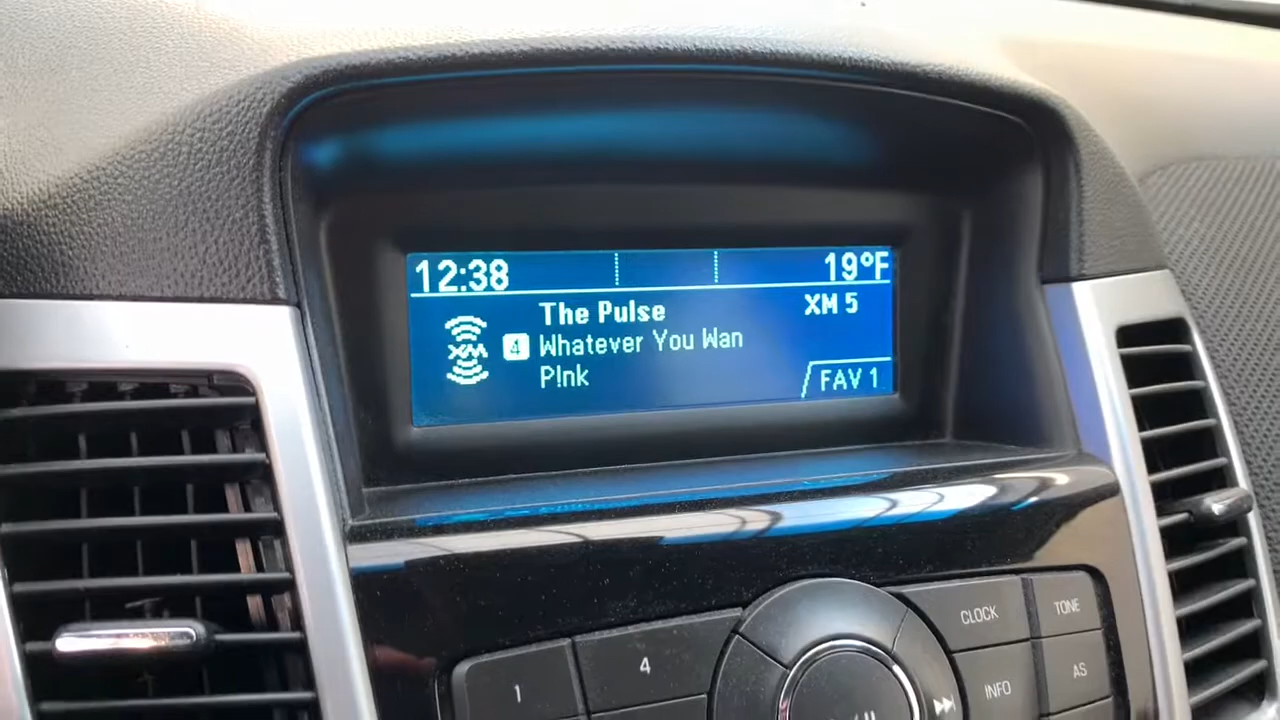 12:38 19°F
The Pulse XM 5
XM 4 Whatever You Wan
P!nk
FAV 1
CLOCK TONE
1 4
INFO AS